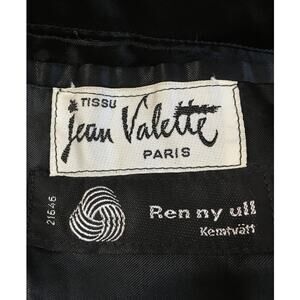 TISSU
Jean Valette
PARIS
21646
Ren ny ull
Kemtvätt